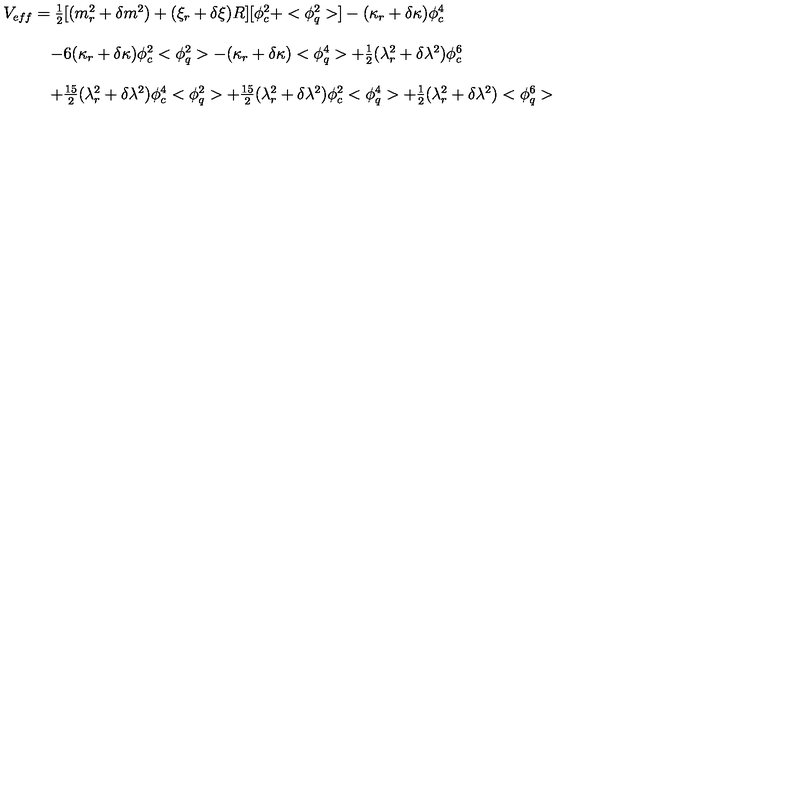 $V_{eff} = \frac{1}{2}[(m_r^2 + \delta m^2) + (\xi_r + \delta\xi)R][\phi_c^2 + <\phi_q^2>] - (\kappa_r + \delta\kappa)\phi_c^4$
$-6(\kappa_r + \delta\kappa)\phi_c^2 <\phi_q^2> -(\kappa_r + \delta\kappa) <\phi_q^4> +\frac{1}{2}(\lambda_r^2 + \delta\lambda^2)\phi_c^6$
$+\frac{15}{2}(\lambda_r^2 + \delta\lambda^2)\phi_c^4 <\phi_q^2> +\frac{15}{2}(\lambda_r^2 + \delta\lambda^2)\phi_c^2 <\phi_q^4> +\frac{1}{2}(\lambda_r^2 + \delta\lambda^2) <\phi_q^6>$